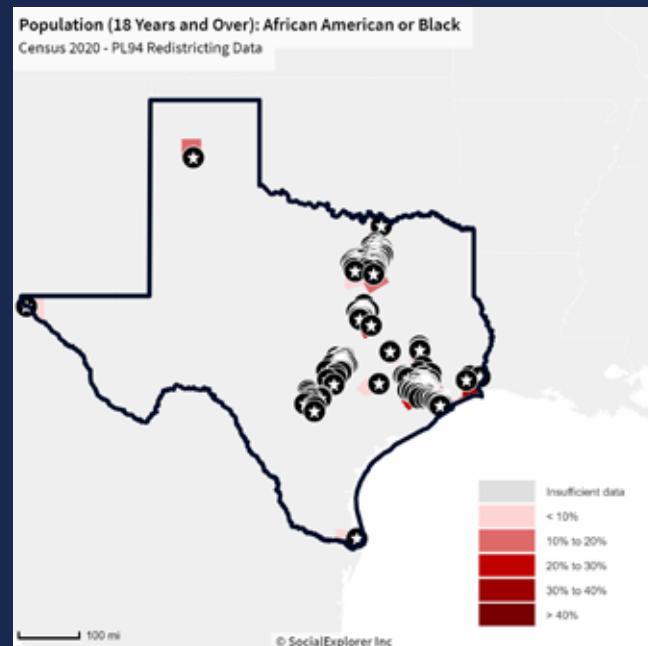 Population (18 Years and Over): African American or Black
Census 2020 - PL94 Redistricting Data
Insufficient data
< 10%
10% to 20%
20% to 30%
30% to 40%
> 40%
100 mi
© SocialExplorer Inc